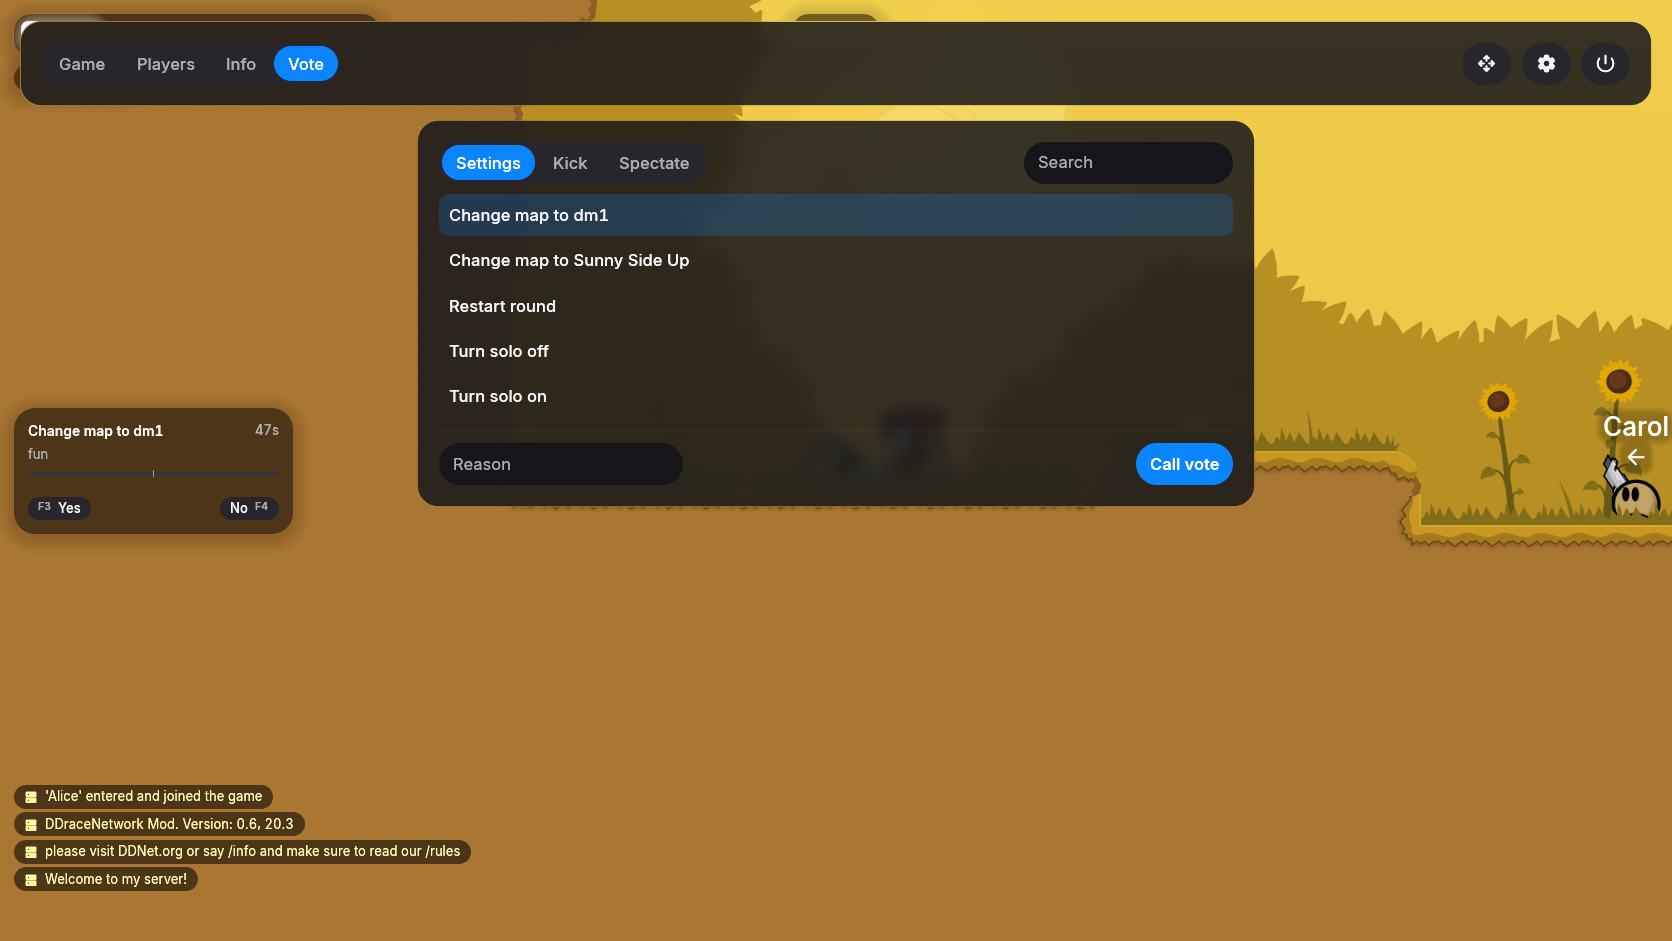 Game Players Info Vote
Settings Kick Spectate Search
Change map to dm1
Change map to Sunny Side Up
Restart round
Turn solo off
Turn solo on
Reason Call vote
Change map to dm1 47s
fun
F3 Yes No F4
Carol
'Alice' entered and joined the game
DDraceNetwork Mod. Version: 0.6, 20.3
please visit DDNet.org or say /info and make sure to read our /rules
Welcome to my server!